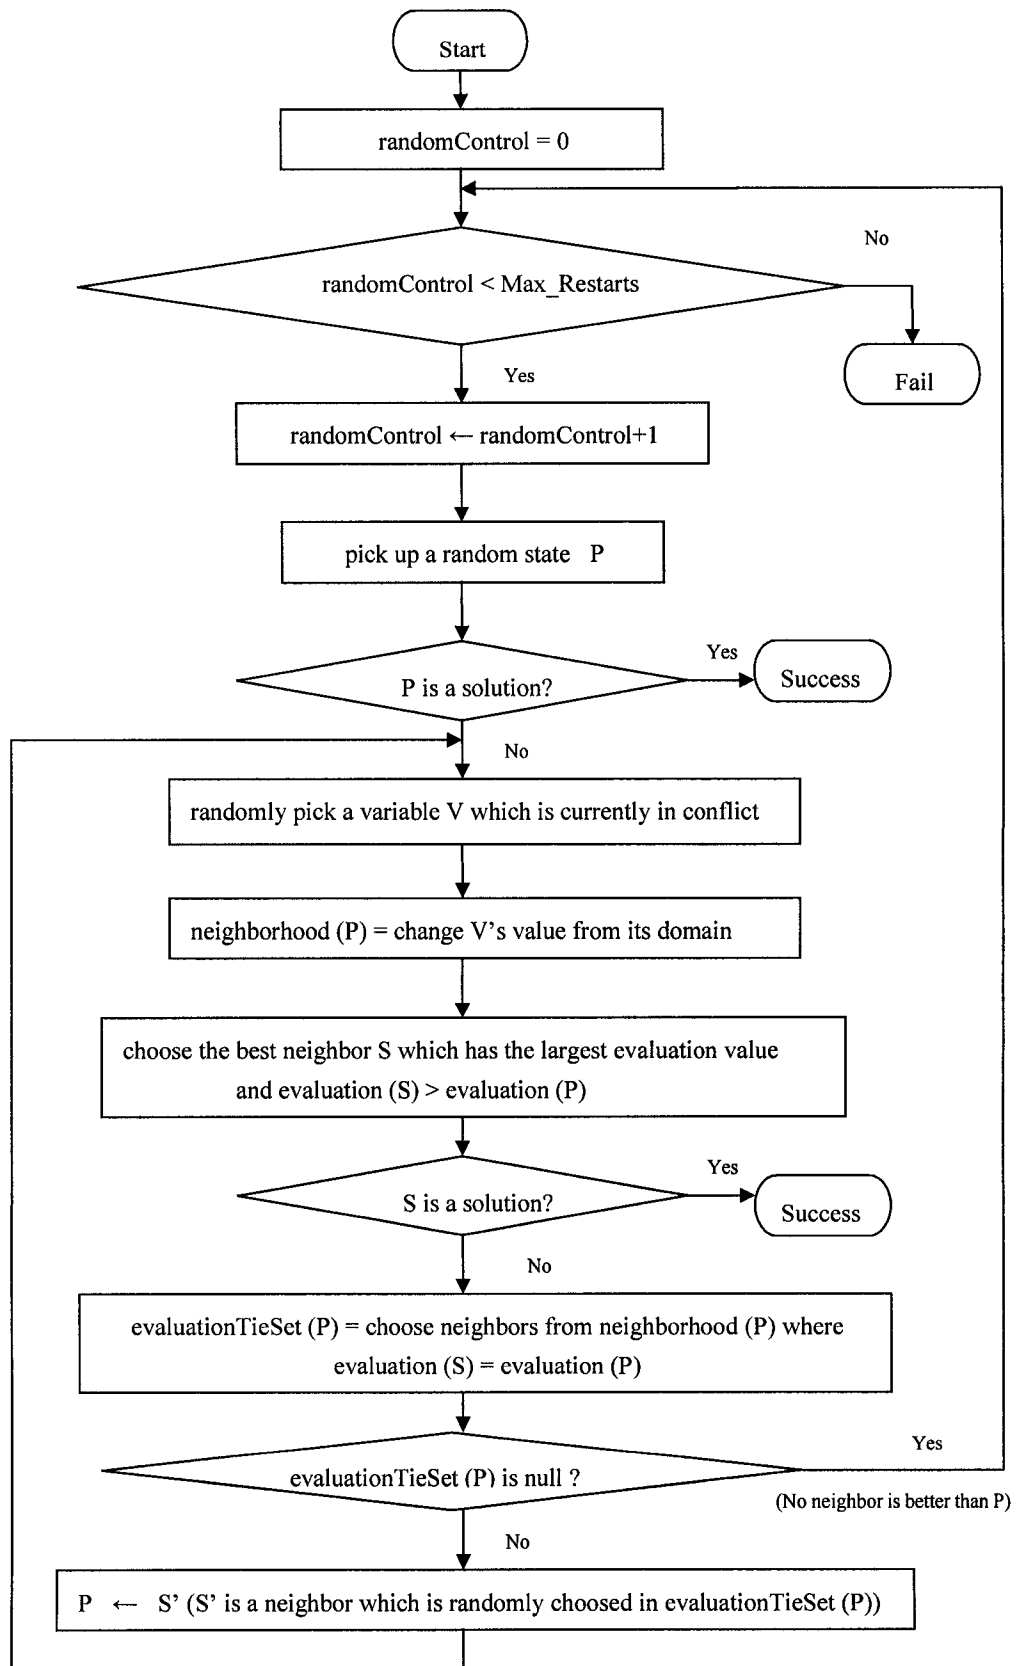 Start
randomControl = 0
No
randomControl < Max_Restarts
Fail
Yes
randomControl ← randomControl+1
pick up a random state P
Yes
P is a solution?
Success
No
randomly pick a variable V which is currently in conflict
neighborhood (P) = change V’s value from its domain
choose the best neighbor S which has the largest evaluation value
and evaluation (S) > evaluation (P)
Yes
S is a solution?
Success
No
evaluationTieSet (P) = choose neighbors from neighborhood (P) where
evaluation (S) = evaluation (P)
Yes
evaluationTieSet (P) is null ?
(No neighbor is better than P)
No
P ← S’ (S’ is a neighbor which is randomly choosed in evaluationTieSet (P))